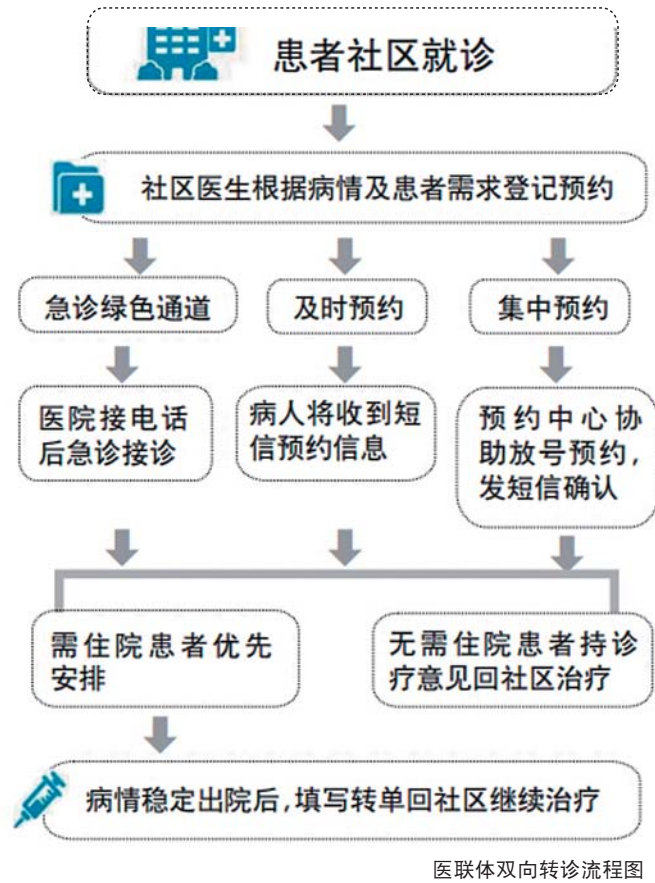 患者社区就诊
社区医生根据病情及患者需求登记预约
急诊绿色通道
及时预约
集中预约
医院接电话
后急诊接诊
病人将收到短
信预约信息
预约中心协
助放号预约，
发短信确认
需住院患者优先
安排
无需住院患者持诊
疗意见回社区治疗
病情稳定出院后，填写转单回社区继续治疗
医联体双向转诊流程图